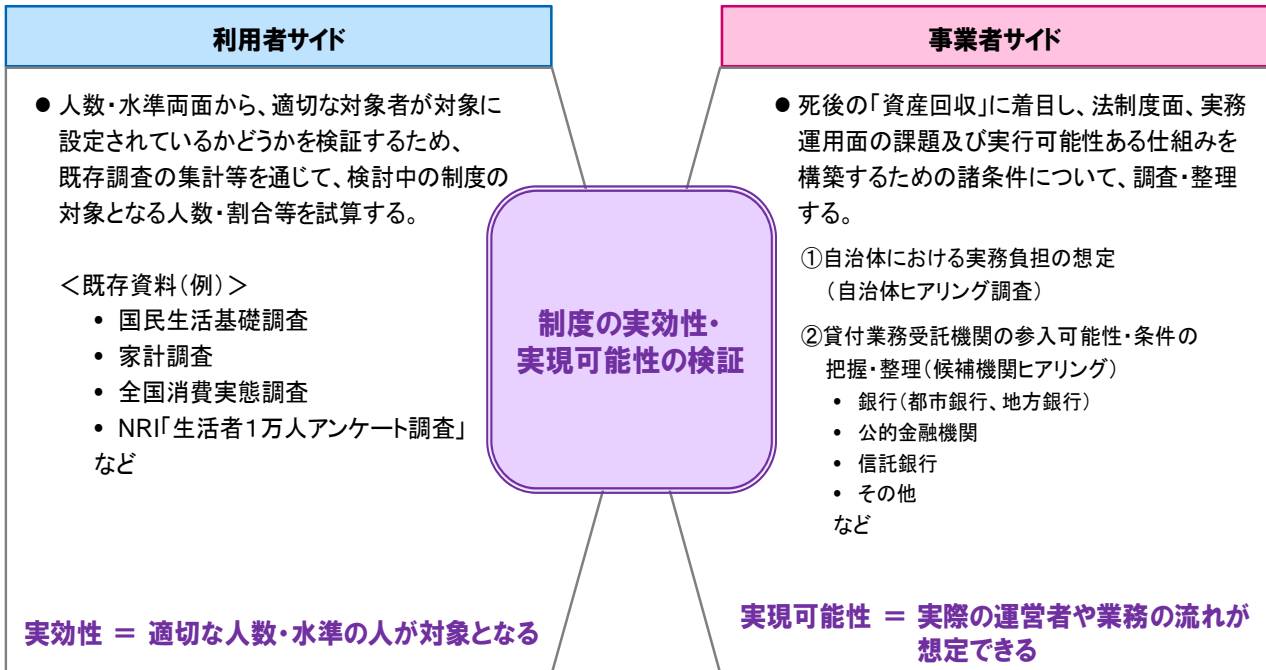 利用者サイド
● 人数・水準両面から、適切な対象者が対象に
設定されているかどうかを検証するため、
既存調査の集計等を通じて、検討中の制度の
対象となる人数・割合等を試算する。
＜既存資料（例）＞
• 国民生活基礎調査
• 家計調査
• 全国消費実態調査
• NRI「生活者１万人アンケート調査」
など
実効性 ＝ 適切な人数・水準の人が対象となる
制度の実効性・
実現可能性の検証
事業者サイド
● 死後の「資産回収」に着目し、法制度面、実務
運用面の課題及び実行可能性ある仕組みを
構築するための諸条件について、調査・整理
する。
①自治体における実務負担の想定
（自治体ヒアリング調査）
②貸付業務受託機関の参入可能性・条件の
把握・整理（候補機関ヒアリング）
• 銀行（都市銀行、地方銀行）
• 公的金融機関
• 信託銀行
• その他
など
実現可能性 ＝ 実際の運営者や業務の流れが
想定できる